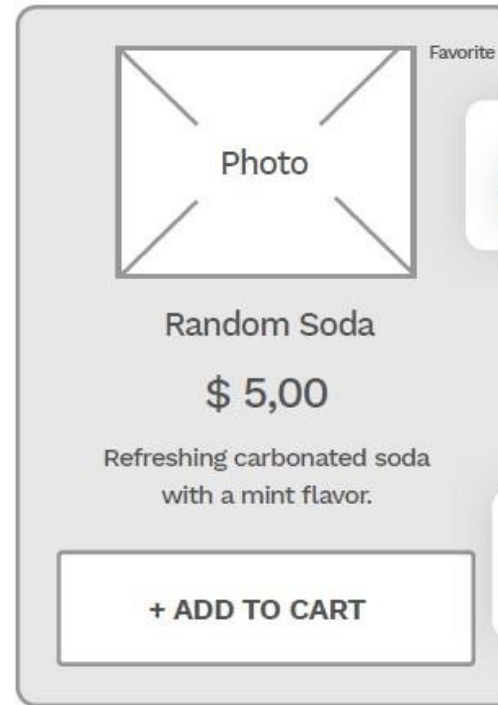 Favorite
Photo
Random Soda
$ 5,00
Refreshing carbonated soda
with a mint flavor.
+ ADD TO CART